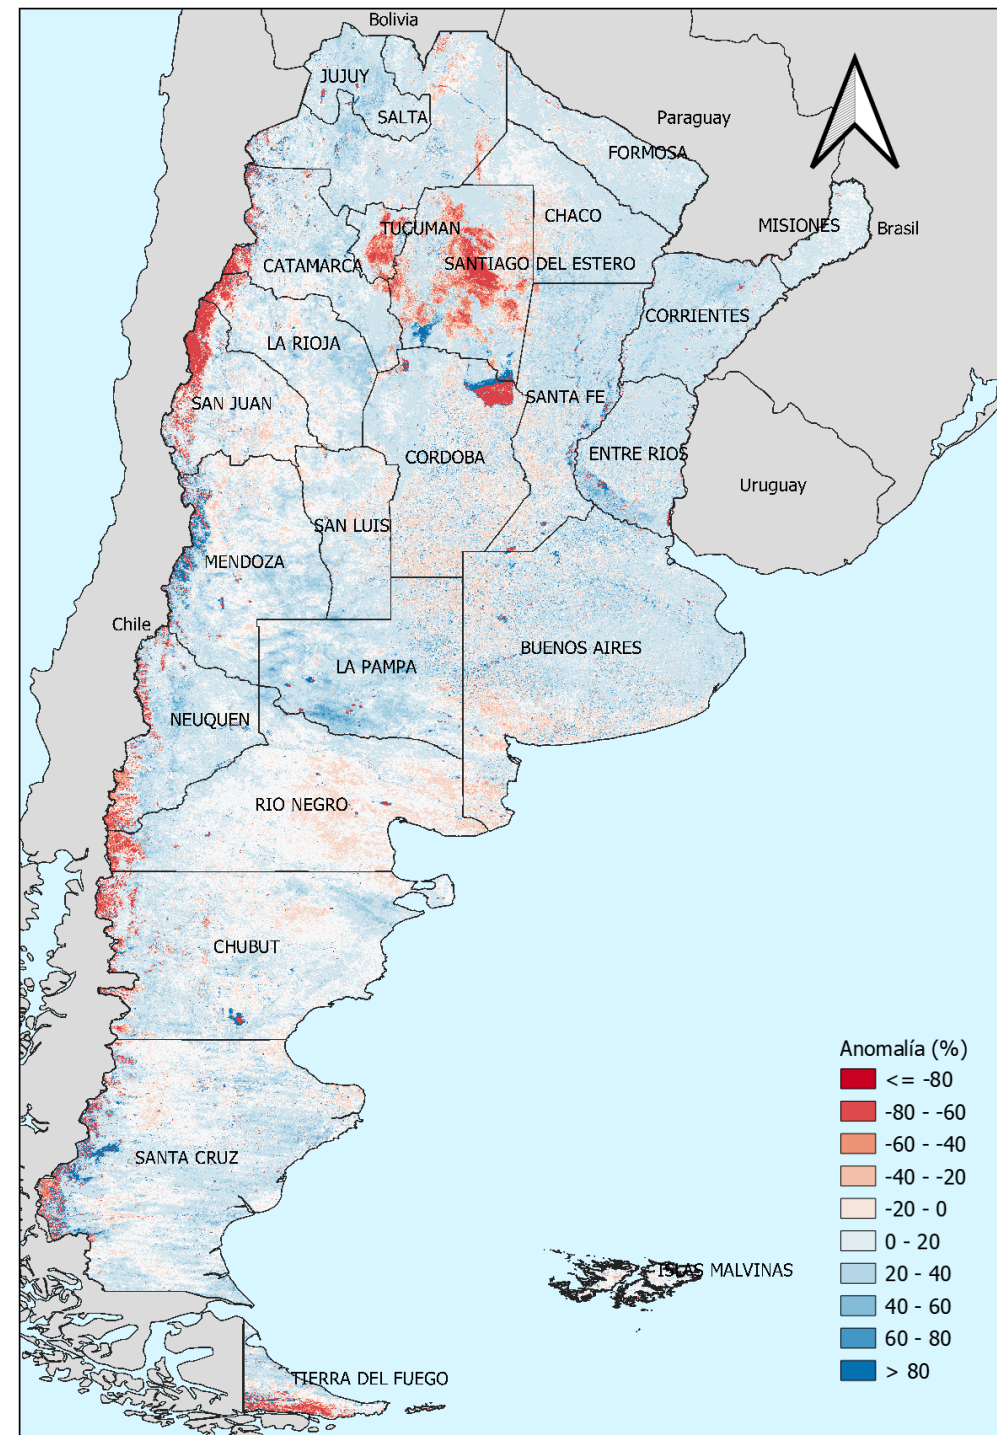 Bolivia
JUJUY
SALTA
Paraguay
FORMOSA
CHACO
MISIONES
Brasil
TUCUMAN
CATAMARCA
SANTIAGO DEL ESTERO
CORRIENTES
LA RIOJA
SAN JUAN
SANTA FE
CORDOBA
ENTRE RIOS
Uruguay
SAN LUIS
MENDOZA
Chile
BUENOS AIRES
LA PAMPA
NEUQUEN
RIO NEGRO
CHUBUT
SANTA CRUZ
ISLAS MALVINAS
TIERRA DEL FUEGO
Anomalía (%)
<= -80
-80 - -60
-60 - -40
-40 - -20
-20 - 0
0 - 20
20 - 40
40 - 60
60 - 80
> 80